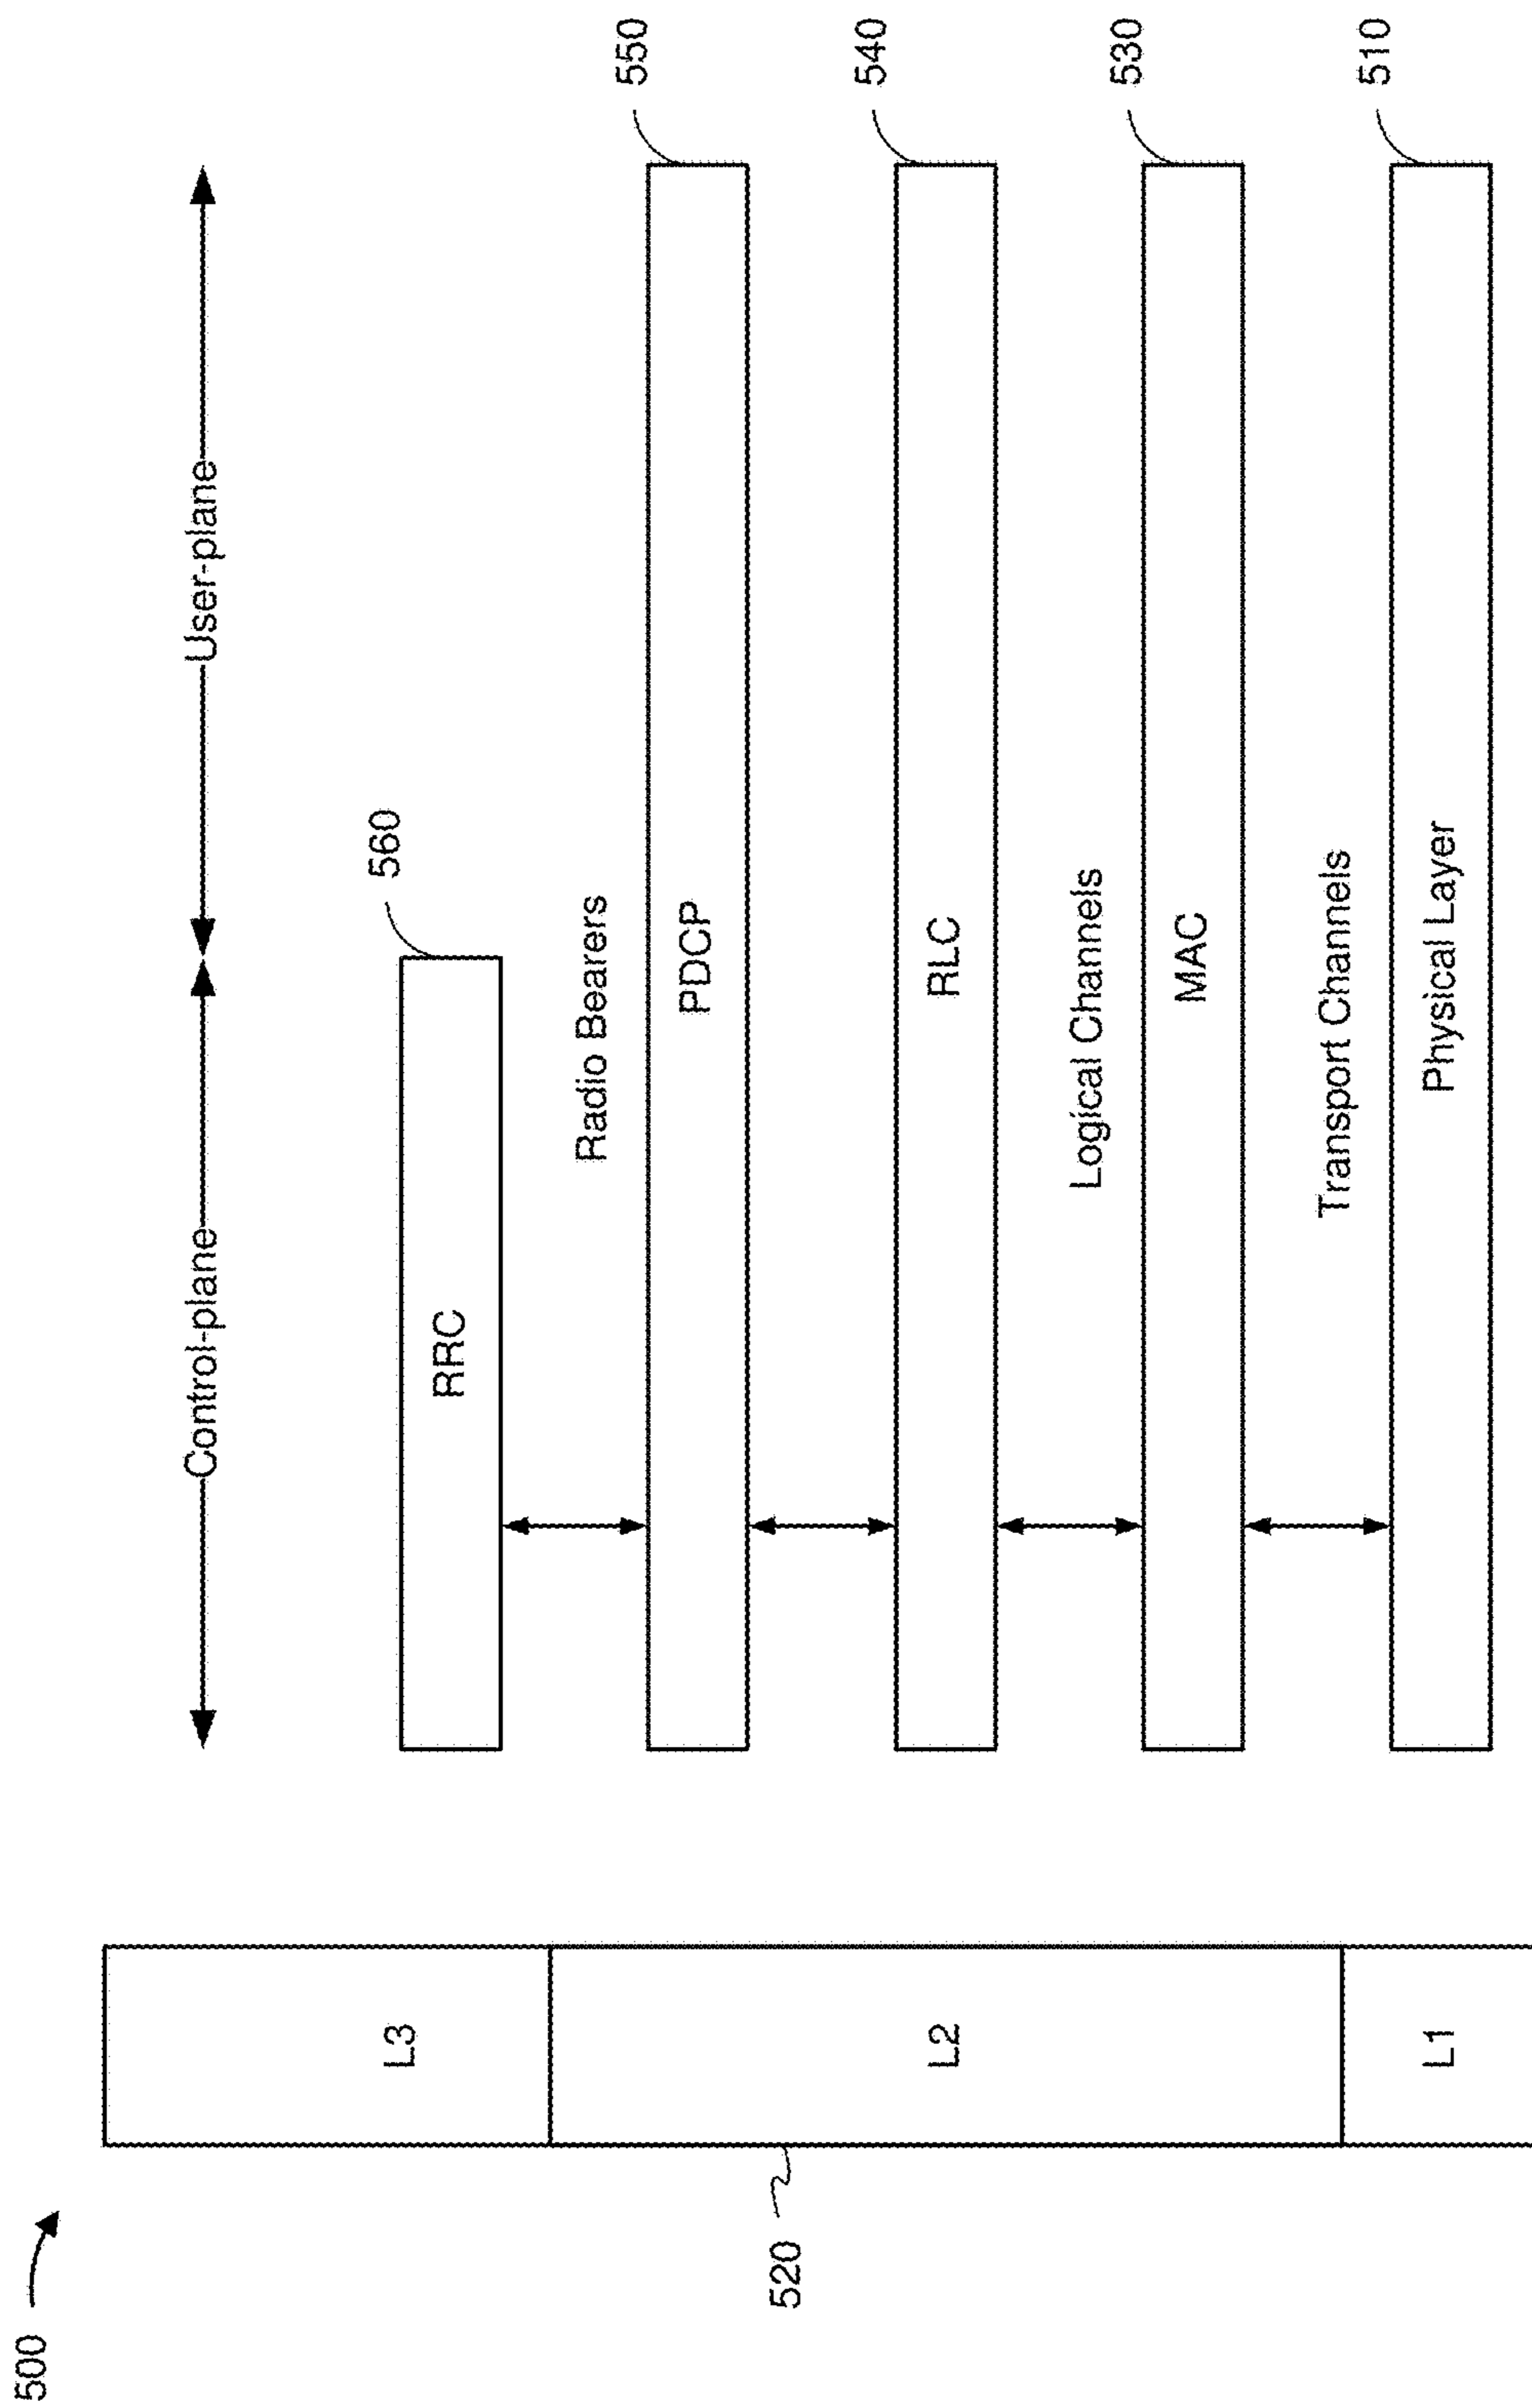 500
Control-plane
User-plane
560
L3
RRC
Radio Bearers
550
520
PDCP
L2
540
RLC
Logical Channels
530
MAC
Transport Channels
510
L1
Physical Layer